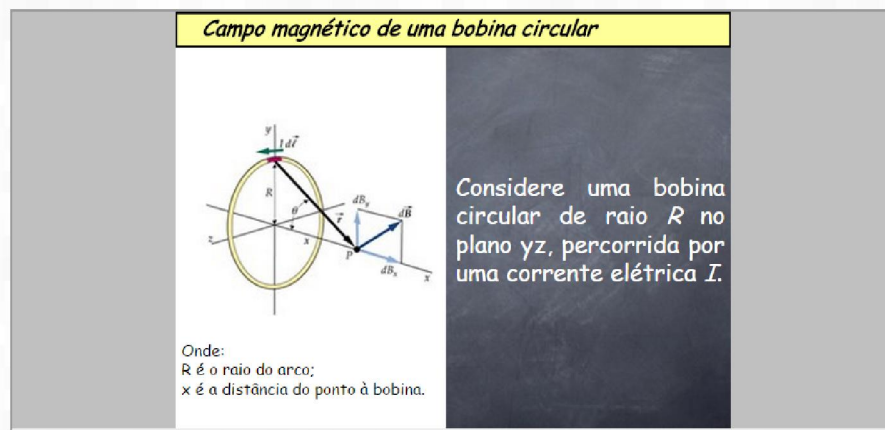 Campo magnético de uma bobina circular
y
I dℓ
R
θ
r
z
x
P
dBy
dB
dBx
x
Considere uma bobina
circular de raio R no
plano yz, percorrida por
uma corrente elétrica I.
Onde:
R é o raio do arco;
x é a distância do ponto à bobina.